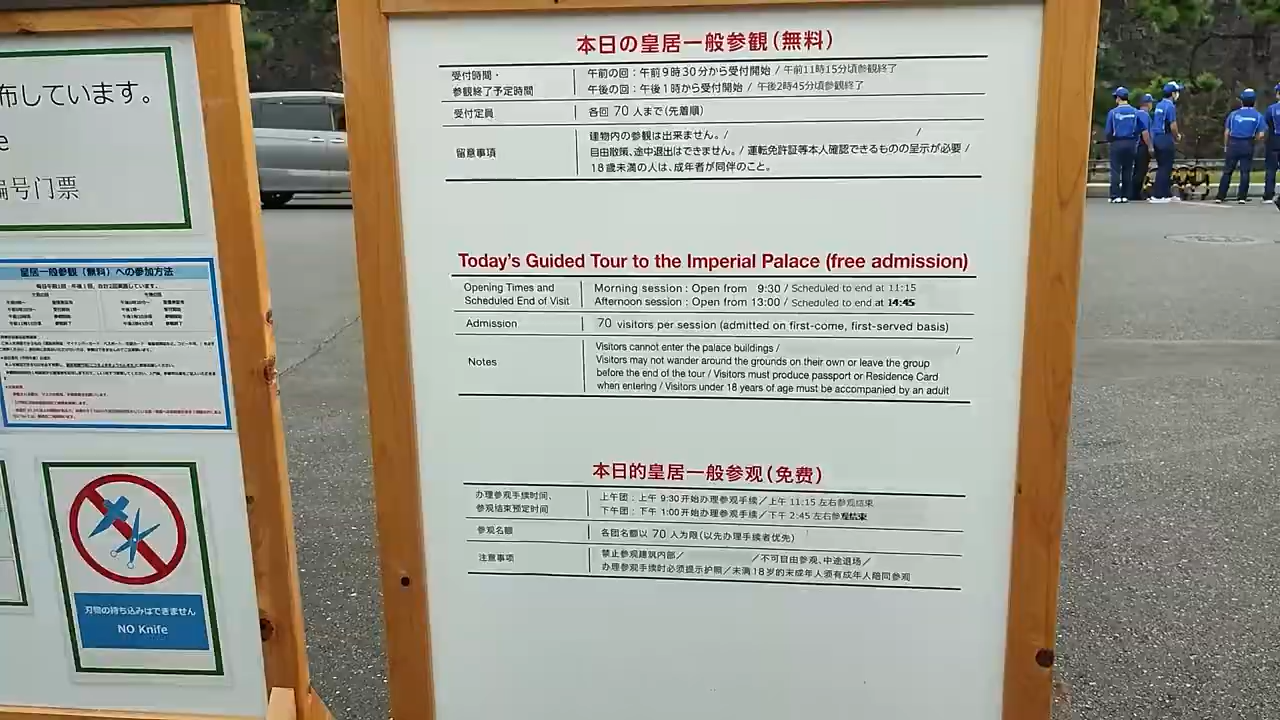 布しています。
e
编号门票
皇居一般参観（無料）への参加方法
刃物の持ち込みはできません
NO Knife
本日の皇居一般参観（無料）
受付時間・
参観終了予定時間
午前の回：午前9時30分から受付開始 / 午前11時15分頃参観終了
午後の回：午後1時から受付開始 / 午後2時45分頃参観終了
受付定員
各回 70 人まで（先着順）
留意事項
建物内の参観は出来ません。/ /
自由散策、途中退出はできません。/ 運転免許証等本人確認できるものの呈示が必要 /
18歳未満の人は、成年者が同伴のこと。
Today's Guided Tour to the Imperial Palace (free admission)
Opening Times and
Scheduled End of Visit
Morning session : Open from 9:30 / Scheduled to end at 11:15
Afternoon session : Open from 13:00 / Scheduled to end at 14:45
Admission
70 visitors per session (admitted on first-come, first-served basis)
Notes
Visitors cannot enter the palace buildings / /
Visitors may not wander around the grounds on their own or leave the group
before the end of the tour / Visitors must produce passport or Residence Card
when entering / Visitors under 18 years of age must be accompanied by an adult
本日的皇居一般参观（免费）
办理参观手续时间、
参观结束预定时间
上午团：上午 9:30开始办理参观手续／上午 11:15 左右参观结束
下午团：下午 1:00开始办理参观手续／下午 2:45 左右参观结束
参观名额
各团名额以 70 人为限（以先办理手续者优先）
注意事项
禁止参观建筑内部／ ／不可自由参观、中途退场／
办理参观手续时必须提示护照／未满18岁的未成年人须有成年人陪同参观